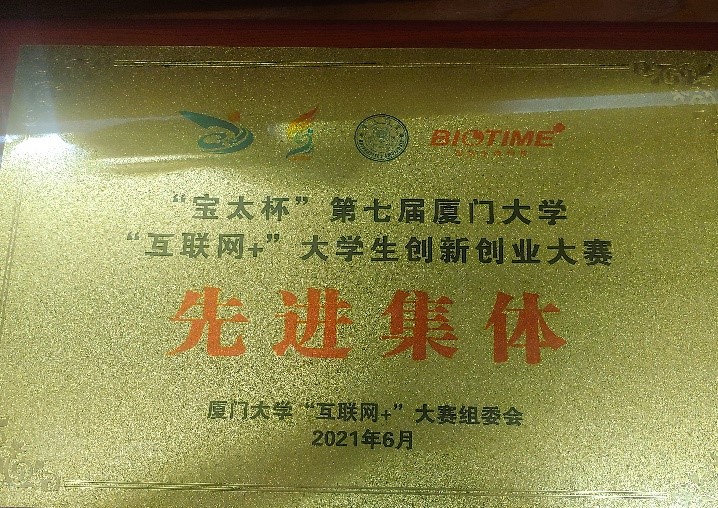 BIOTIME
“宝太杯”第七届厦门大学
“互联网+”大学生创新创业大赛
先进集体
厦门大学“互联网+”大赛组委会
2021年6月